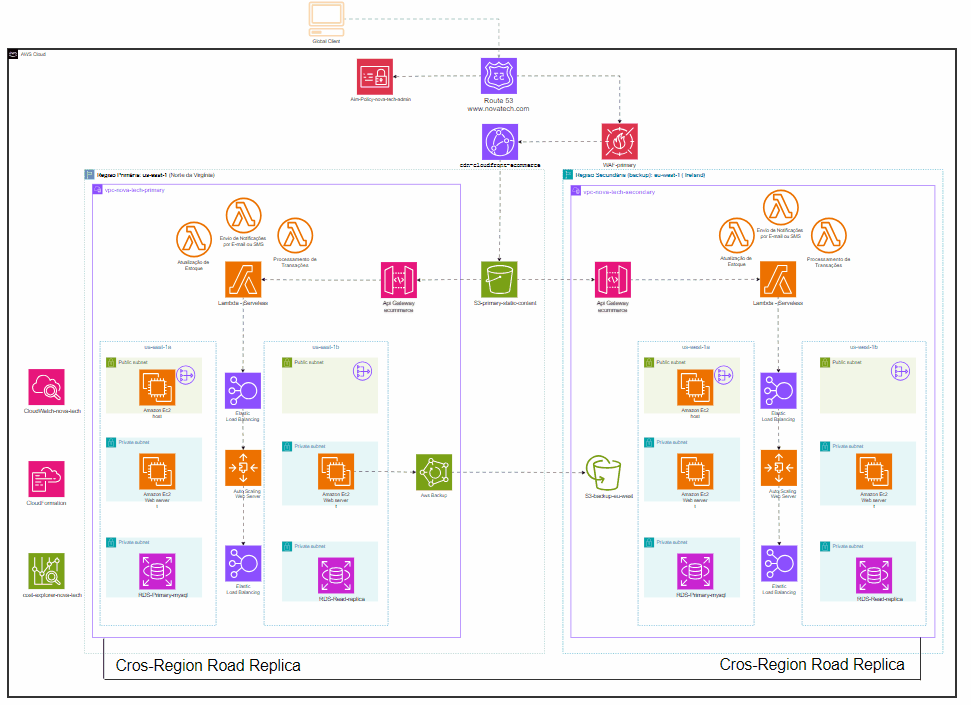 Global Client
AWS Cloud
Aim-Policy-nova-tech-admin
Route 53
www.novatech.com
cdn-cloudfront-ecommerce
WAF-primary
Região Primária: us-east-1 (Norte da Virgínia)
vpc-nova-tech-primary
Região Secundária (backup): eu-west-1 ( Ireland)
vpc-nova-tech-secondary
Envio de Notificações
por E-mail ou SMS
Atualização de
Estoque
Processamento de
Transações
Lambda - Serveless
Api Gateway
ecommerce
S3-primary-static-content
Api Gateway
ecommerce
Envio de Notificações
por E-mail ou SMS
Atualização de
Estoque
Processamento de
Transações
Lambda - Serveless
us-east-1a
us-east-1b
us-east-1a
us-east-1b
Public subnet
Amazon Ec2
host
Elastic
Load Balancing
Public subnet
Public subnet
Amazon Ec2
host
Elastic
Load Balancing
Public subnet
CloudWatch-nova-tech
Private subnet
Amazon Ec2
Web server
Auto Scaling
Web Server
Private subnet
Amazon Ec2
Web server
Aws Backup
S3-backup-eu-west
Private subnet
Amazon Ec2
Web server
Auto Scaling
Web Server
Private subnet
Amazon Ec2
Web server
CloudFormation
Private subnet
RDS-Primary-mysql
Elastic
Load Balancing
Private subnet
RDS-Read-replica
Private subnet
RDS-Primary-mysql
Elastic
Load Balancing
Private subnet
RDS-Read-replica
cost-explorer-nova-tech
Cros-Region Road Replica
Cros-Region Road Replica